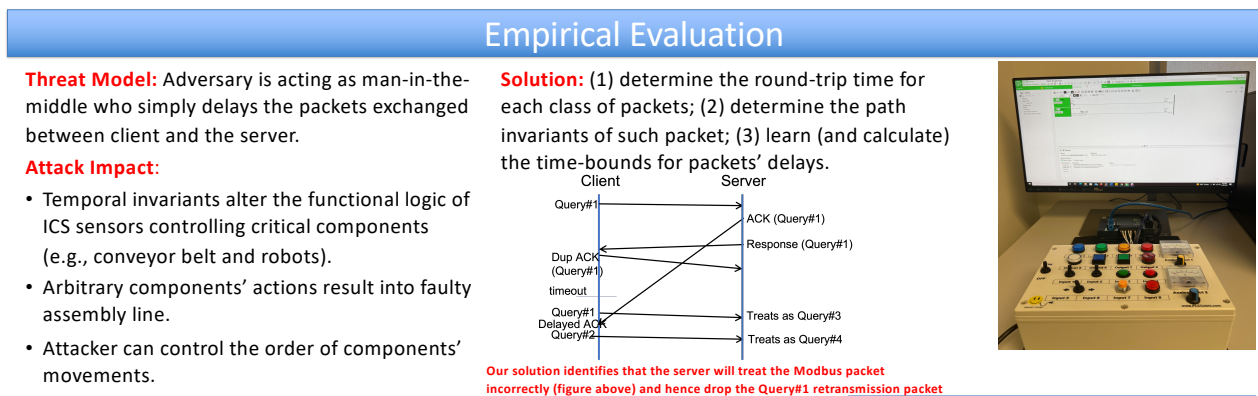 Empirical Evaluation
Threat Model: Adversary is acting as man-in-the-
middle who simply delays the packets exchanged
between client and the server.
Attack Impact:
• Temporal invariants alter the functional logic of
ICS sensors controlling critical components
(e.g., conveyor belt and robots).
• Arbitrary components' actions result into faulty
assembly line.
• Attacker can control the order of components'
movements.
Solution: (1) determine the round-trip time for
each class of packets; (2) determine the path
invariants of such packet; (3) learn (and calculate)
the time-bounds for packets' delays.
Client
Server
Query#1
ACK (Query#1)
Response (Query#1)
Dup ACK
(Query#1)
timeout
Query#1
Treats as Query#3
Delayed ACK
Query#2
Treats as Query#4
Our solution identifies that the server will treat the Modbus packet
incorrectly (figure above) and hence drop the Query#1 retransmission packet